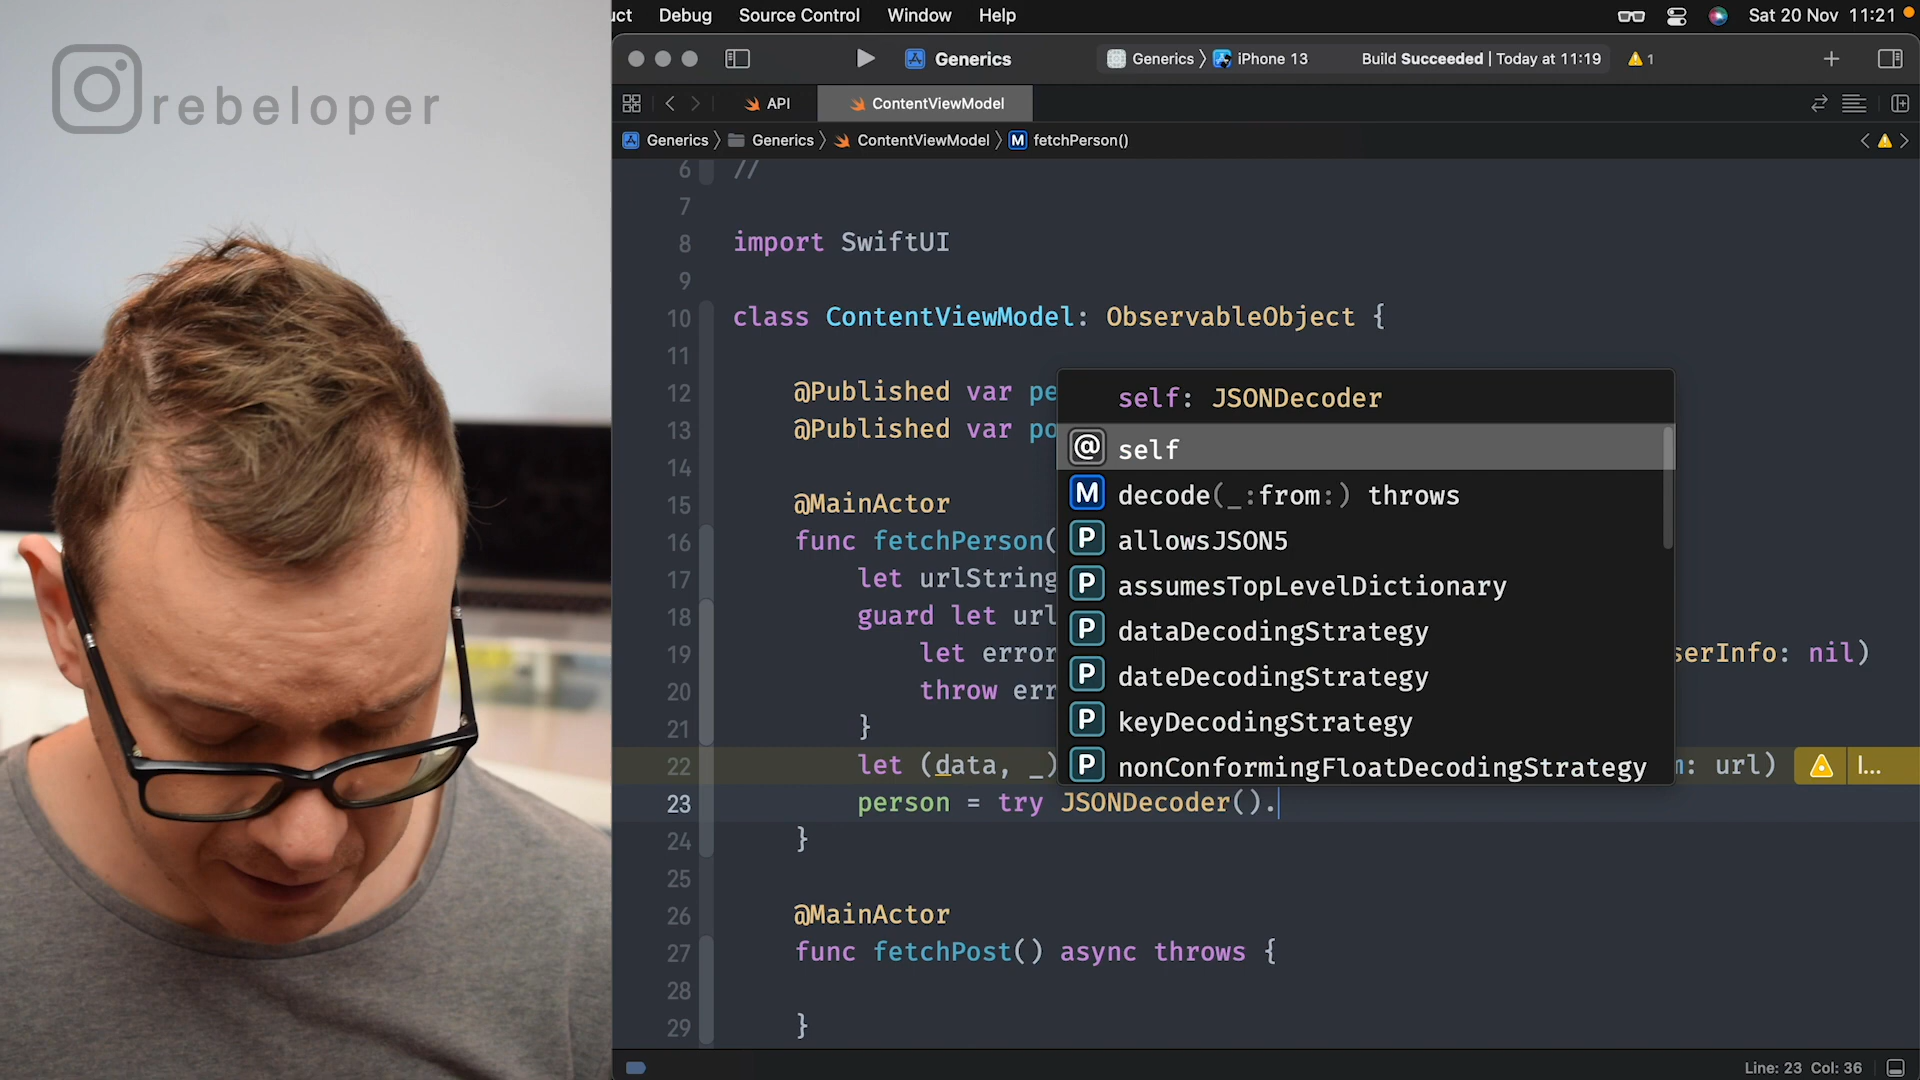 rebeloper
uct Debug Source Control Window Help Sat 20 Nov 11:21
Generics Generics iPhone 13 Build Succeeded | Today at 11:19 1
API ContentViewModel
Generics Generics ContentViewModel M fetchPerson()
6 //
7
8 import SwiftUI
9
10 class ContentViewModel: ObservableObject {
11
12 @Published var pe
13 @Published var po
14
15 @MainActor
16 func fetchPerson(
17 let urlString
18 guard let url
19 let error serInfo: nil)
20 throw err
21 }
22 let (data, _) m: url) l...
23 person = try JSONDecoder().
24 }
25
26 @MainActor
27 func fetchPost() async throws {
28
29 }
self: JSONDecoder
@ self
M decode(_:from:) throws
P allowsJSON5
P assumesTopLevelDictionary
P dataDecodingStrategy
P dateDecodingStrategy
P keyDecodingStrategy
P nonConformingFloatDecodingStrategy
Line: 23 Col: 36